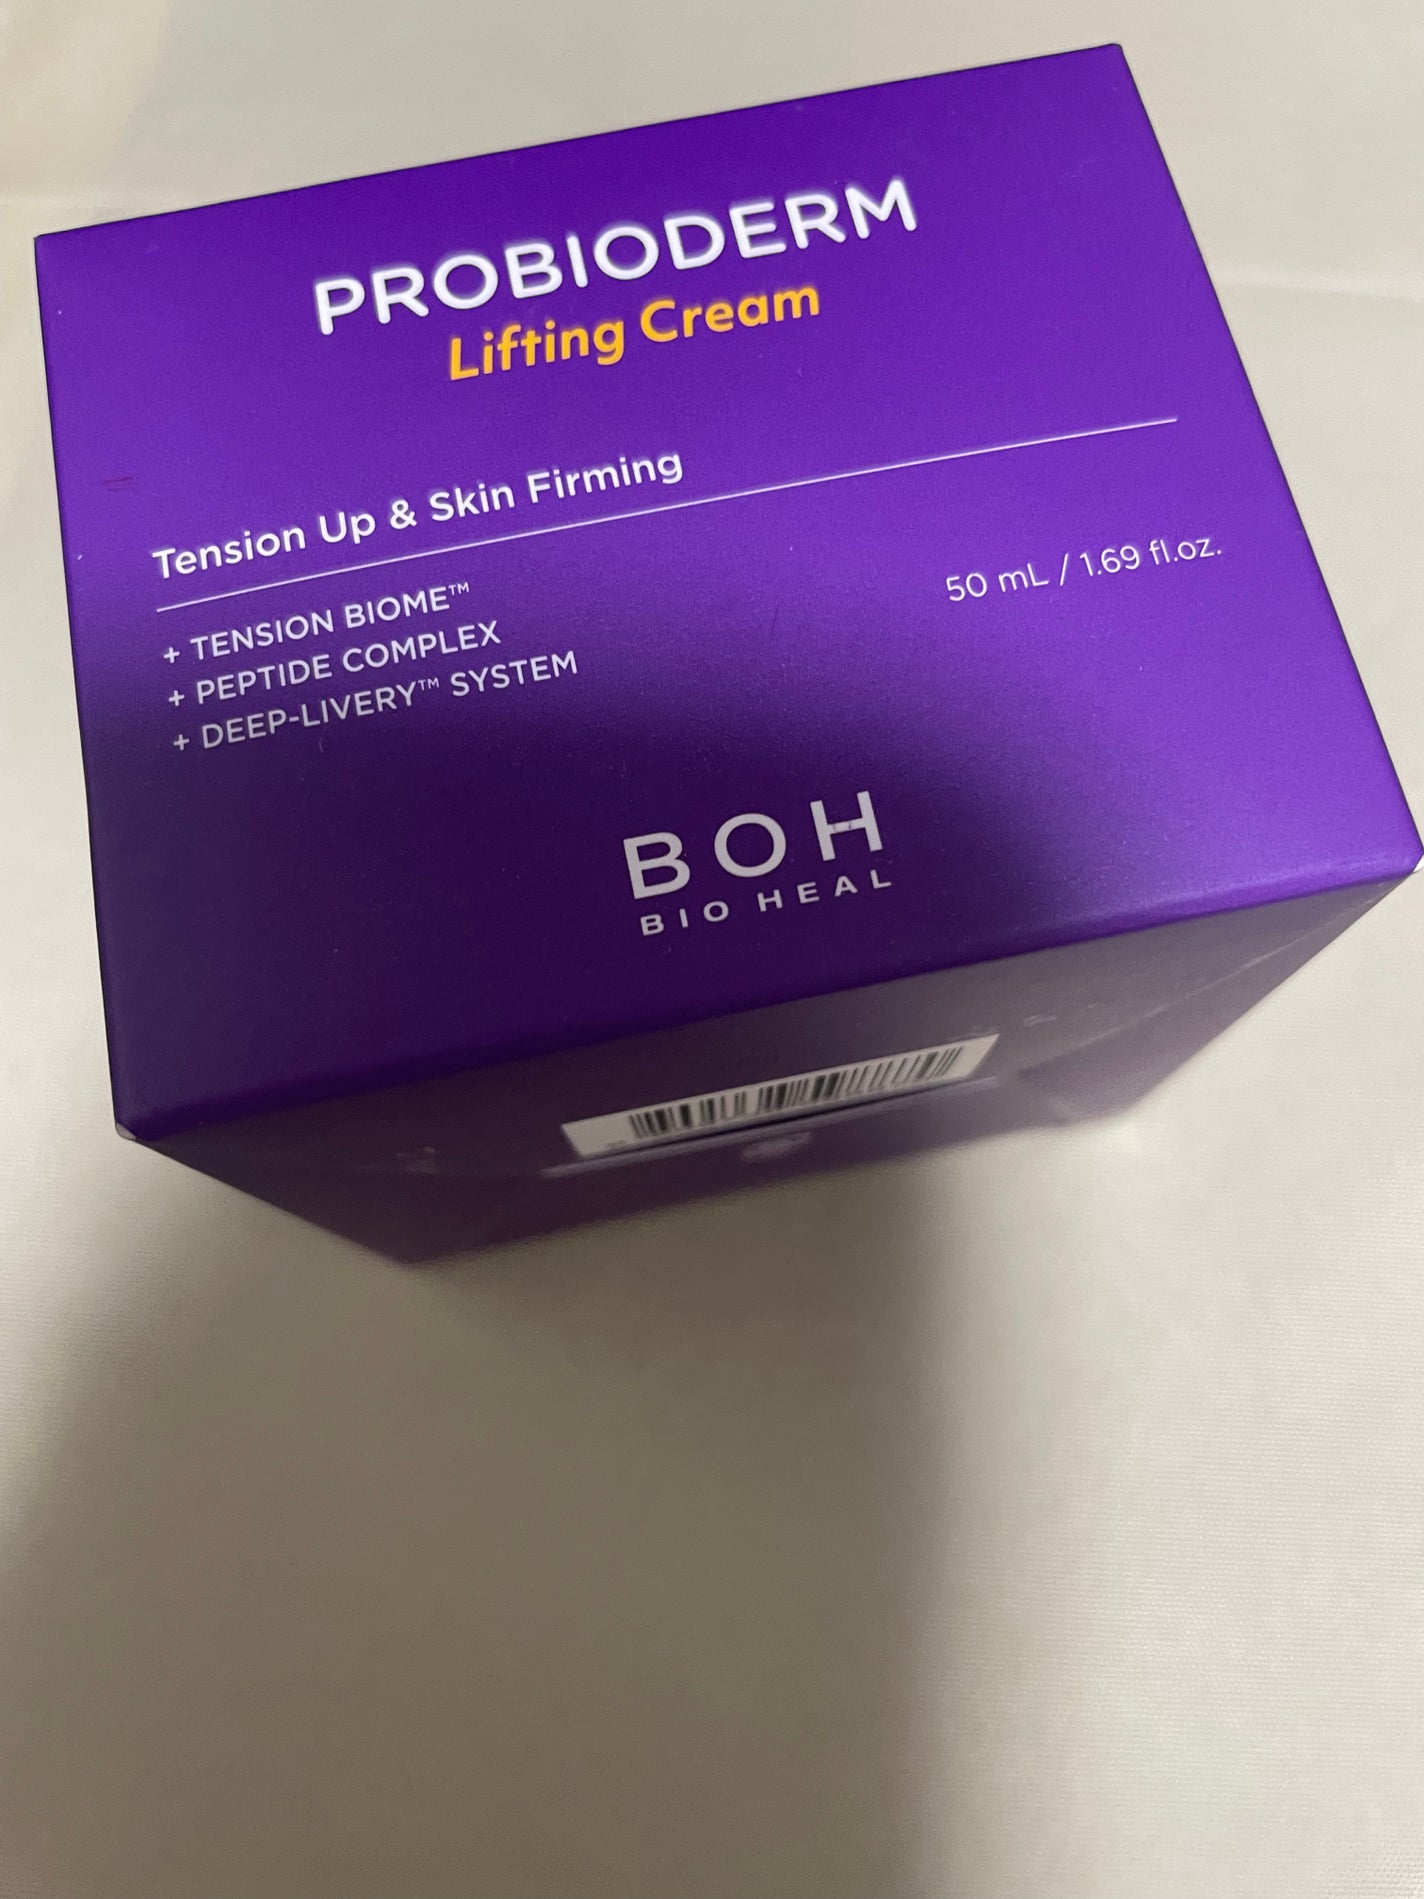 PROBIODERM
Lifting Cream
Tension Up & Skin Firming
+ TENSION BIOME™
+ PEPTIDE COMPLEX
+ DEEP-LIVERY™ SYSTEM
50 mL / 1.69 fl.oz.
BOH
BIO HEAL